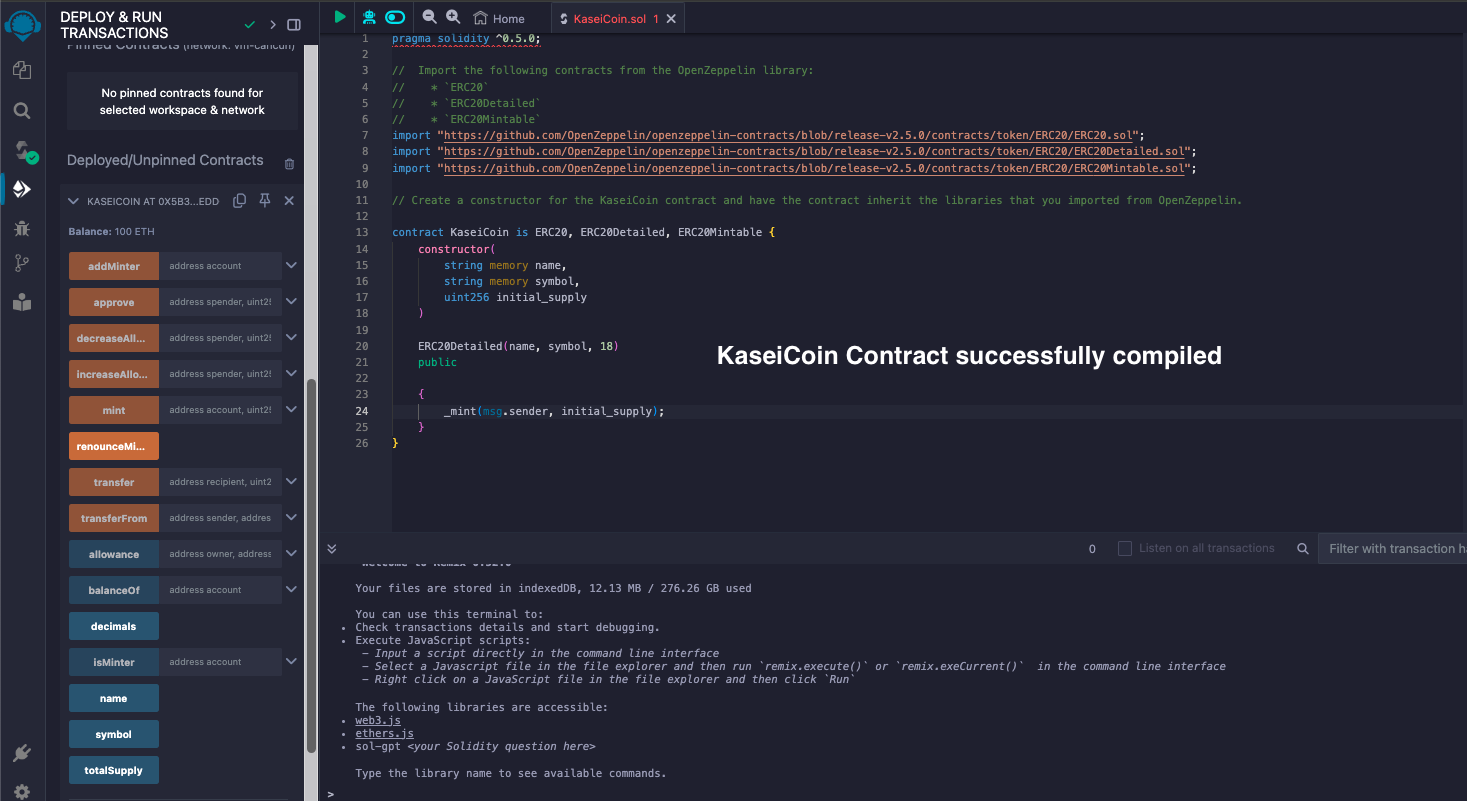 DEPLOY & RUN
TRANSACTIONS
Pinned Contracts (network: vm-cancun)
No pinned contracts found for
selected workspace & network
Deployed/Unpinned Contracts
KASEICOIN AT 0X5B3...EDD
Balance: 100 ETH
addMinter address account
approve address spender, uint25
decreaseAll... address spender, uint25
increaseAllo... address spender, uint25
mint address account, uint25
renounceMi...
transfer address recipient, uint2
transferFrom address sender, addres
allowance address owner, address
balanceOf address account
decimals
isMinter address account
name
symbol
totalSupply
Home
KaseiCoin.sol 1
1 pragma solidity ^0.5.0;
2
3 //  Import the following contracts from the OpenZeppelin library:
4 //    * `ERC20`
5 //    * `ERC20Detailed`
6 //    * `ERC20Mintable`
7 import "https://github.com/OpenZeppelin/openzeppelin-contracts/blob/release-v2.5.0/contracts/token/ERC20/ERC20.sol";
8 import "https://github.com/OpenZeppelin/openzeppelin-contracts/blob/release-v2.5.0/contracts/token/ERC20/ERC20Detailed.sol";
9 import "https://github.com/OpenZeppelin/openzeppelin-contracts/blob/release-v2.5.0/contracts/token/ERC20/ERC20Mintable.sol";
10
11 // Create a constructor for the KaseiCoin contract and have the contract inherit the libraries that you imported from OpenZeppelin.
12
13 contract KaseiCoin is ERC20, ERC20Detailed, ERC20Mintable {
14     constructor(
15         string memory name,
16         string memory symbol,
17         uint256 initial_supply
18     )
19
20     ERC20Detailed(name, symbol, 18)
21     public
22
23     {
24         _mint(msg.sender, initial_supply);
25     }
26 }
KaseiCoin Contract successfully compiled
0
Listen on all transactions
Filter with transaction ha
Your files are stored in indexedDB, 12.13 MB / 276.26 GB used
You can use this terminal to:
• Check transactions details and start debugging.
• Execute JavaScript scripts:
– Input a script directly in the command line interface
– Select a Javascript file in the file explorer and then run `remix.execute()` or `remix.exeCurrent()`  in the command line interface
– Right click on a JavaScript file in the file explorer and then click `Run`
The following libraries are accessible:
• web3.js
• ethers.js
• sol-gpt <your Solidity question here>
Type the library name to see available commands.
>